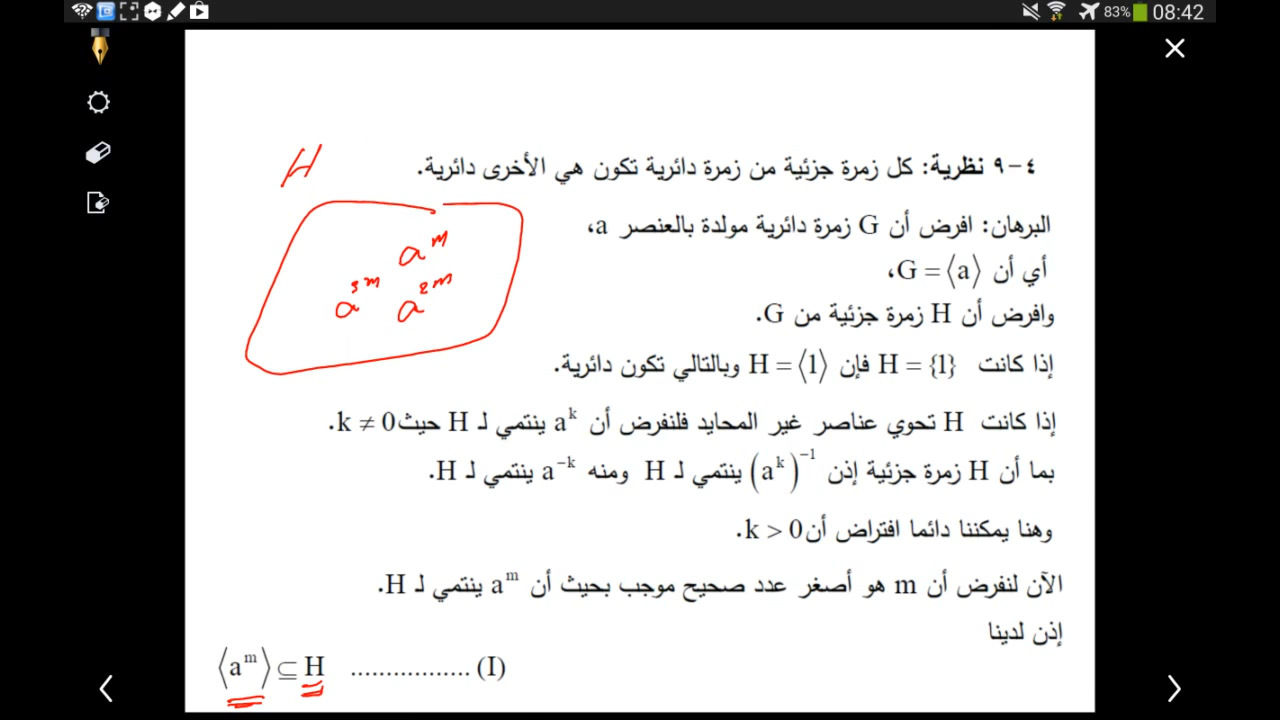 83% 08:42
H
٤-٩ نظرية: كل زمرة جزئية من زمرة دائرية تكون هي الأخرى دائرية.
البرهان: افرض أن G زمرة دائرية مولدة بالعنصر a،
a^m
أي أن G = ⟨a⟩،
a^3m a^2m
وافرض أن H زمرة جزئية من G.
إذا كانت H = {1} فإن H = ⟨1⟩ وبالتالي تكون دائرية.
إذا كانت H تحوي عناصر غير المحايد فلنفرض أن a^k ينتمي لـ H حيث k ≠ 0.
بما أن H زمرة جزئية إذن (a^k)^-1 ينتمي لـ H ومنه a^-k ينتمي لـ H.
وهنا يمكننا دائما افتراض أن k > 0.
الآن لنفرض أن m هو أصغر عدد صحيح موجب بحيث أن a^m ينتمي لـ H.
إذن لدينا
⟨a^m⟩ ⊆ H .................. (I)